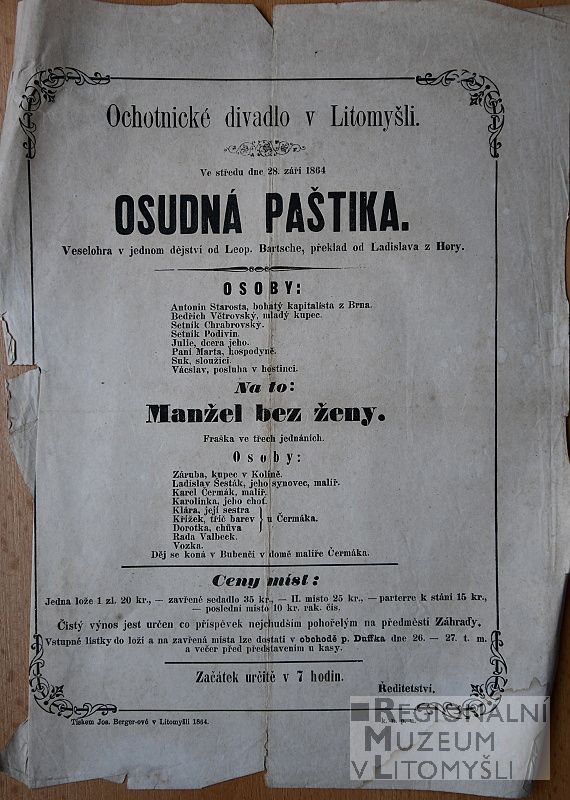 Ochotnické divadlo v Litomyšli.
Ve středu dne 28. září 1864
OSUDNÁ PAŠTIKA.
Veselohra v jednom dějství od Leop. Bartsche, překlad od Ladislava z Hory.
OSOBY:
Antonín Starosta, bohatý kapitalista z Brna.
Bedřich Větrovský, mladý kupec.
Setník Chrabrovský.
Setník Podivín.
Julie, dcera jeho.
Paní Marta, hospodyně.
Suk, sloužící.
Vácslav, posluha v hostinci.
Na to:
Manžel bez ženy.
Fraška ve třech jednáních.
Osoby:
Záruba, kupec v Kolíně.
Ladislav Šesták, jeho synovec, malíř.
Karel Čermák, malíř.
Karolinka, jeho choť.
Klára, její sestra
Křížek, třič barev } u Čermáka.
Dorotka, chůva
Rada Valbeck.
Vozka.
Děj se koná v Bubenči v domě malíře Čermáka.
Ceny míst:
Jedna lože 1 zl. 20 kr., — zavřené sedadlo 35 kr., — II. místo 25 kr., — parterre k stání 15 kr.,
— poslední místo 10 kr. rak. čís.
Čistý výnos jest určen co příspěvek nejchudším pohořelým na předměstí Záhrady.
Vstupné lístky do loží a na zavřená místa lze dostati v obchodě p. Duffka dne 26. — 27. t. m.
a večer před představením u kasy.
Začátek určitě v 7 hodin.
Ředitelství.
Tiskem Jos. Berger-ové v Litomyšli 1864.
REGIONÁLNÍ
MUZEUM
V LITOMYŠLI